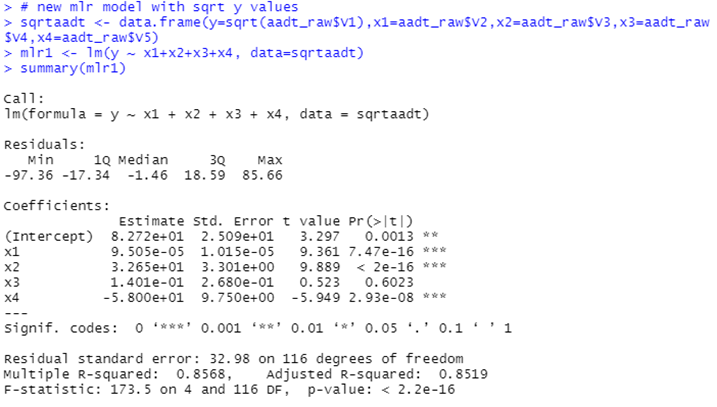 > # new mlr model with sqrt y values
> sqrtaadt <- data.frame(y=sqrt(aadt_raw$V1),x1=aadt_raw$V2,x2=aadt_raw$V3,x3=aadt_raw
$V4,x4=aadt_raw$V5)
> mlr1 <- lm(y ~ x1+x2+x3+x4, data=sqrtaadt)
> summary(mlr1)

Call:
lm(formula = y ~ x1 + x2 + x3 + x4, data = sqrtaadt)

Residuals:
   Min     1Q Median     3Q    Max
-97.36 -17.34  -1.46  18.59  85.66

Coefficients:
              Estimate Std. Error t value Pr(>|t|)
(Intercept)  8.272e+01  2.509e+01   3.297   0.0013 **
x1           9.505e-05  1.015e-05   9.361 7.47e-16 ***
x2           3.265e+01  3.301e+00   9.889  < 2e-16 ***
x3           1.401e-01  2.680e-01   0.523   0.6023
x4          -5.800e+01  9.750e+00  -5.949 2.93e-08 ***
---
Signif. codes:  0 ‘***’ 0.001 ‘**’ 0.01 ‘*’ 0.05 ‘.’ 0.1 ‘ ’ 1

Residual standard error: 32.98 on 116 degrees of freedom
Multiple R-squared:  0.8568,    Adjusted R-squared:  0.8519
F-statistic: 173.5 on 4 and 116 DF,  p-value: < 2.2e-16